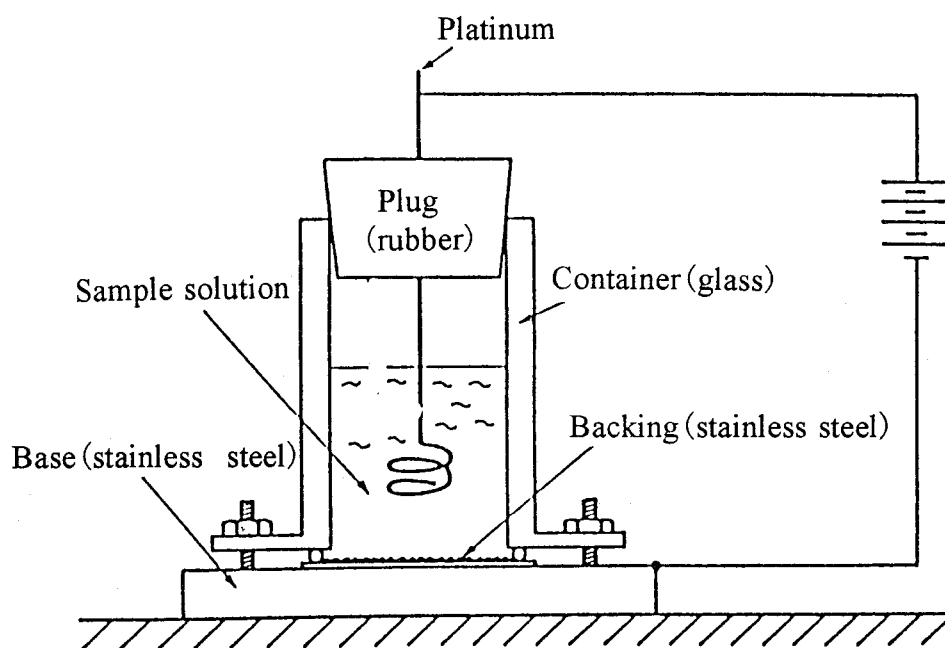 Platinum
Plug
(rubber)
Sample solution
Container (glass)
Backing (stainless steel)
Base (stainless steel)